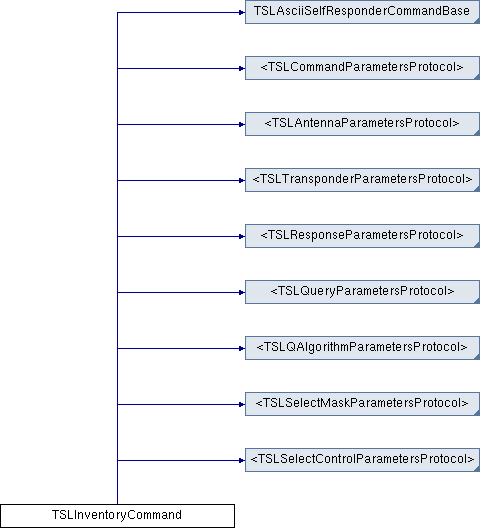 TSLAsciiSelfResponderCommandBase
<TSLCommandParametersProtocol>
<TSLAntennaParametersProtocol>
<TSLTransponderParametersProtocol>
<TSLResponseParametersProtocol>
<TSLQueryParametersProtocol>
<TSLQAlgorithmParametersProtocol>
<TSLSelectMaskParametersProtocol>
<TSLSelectControlParametersProtocol>
TSLInventoryCommand